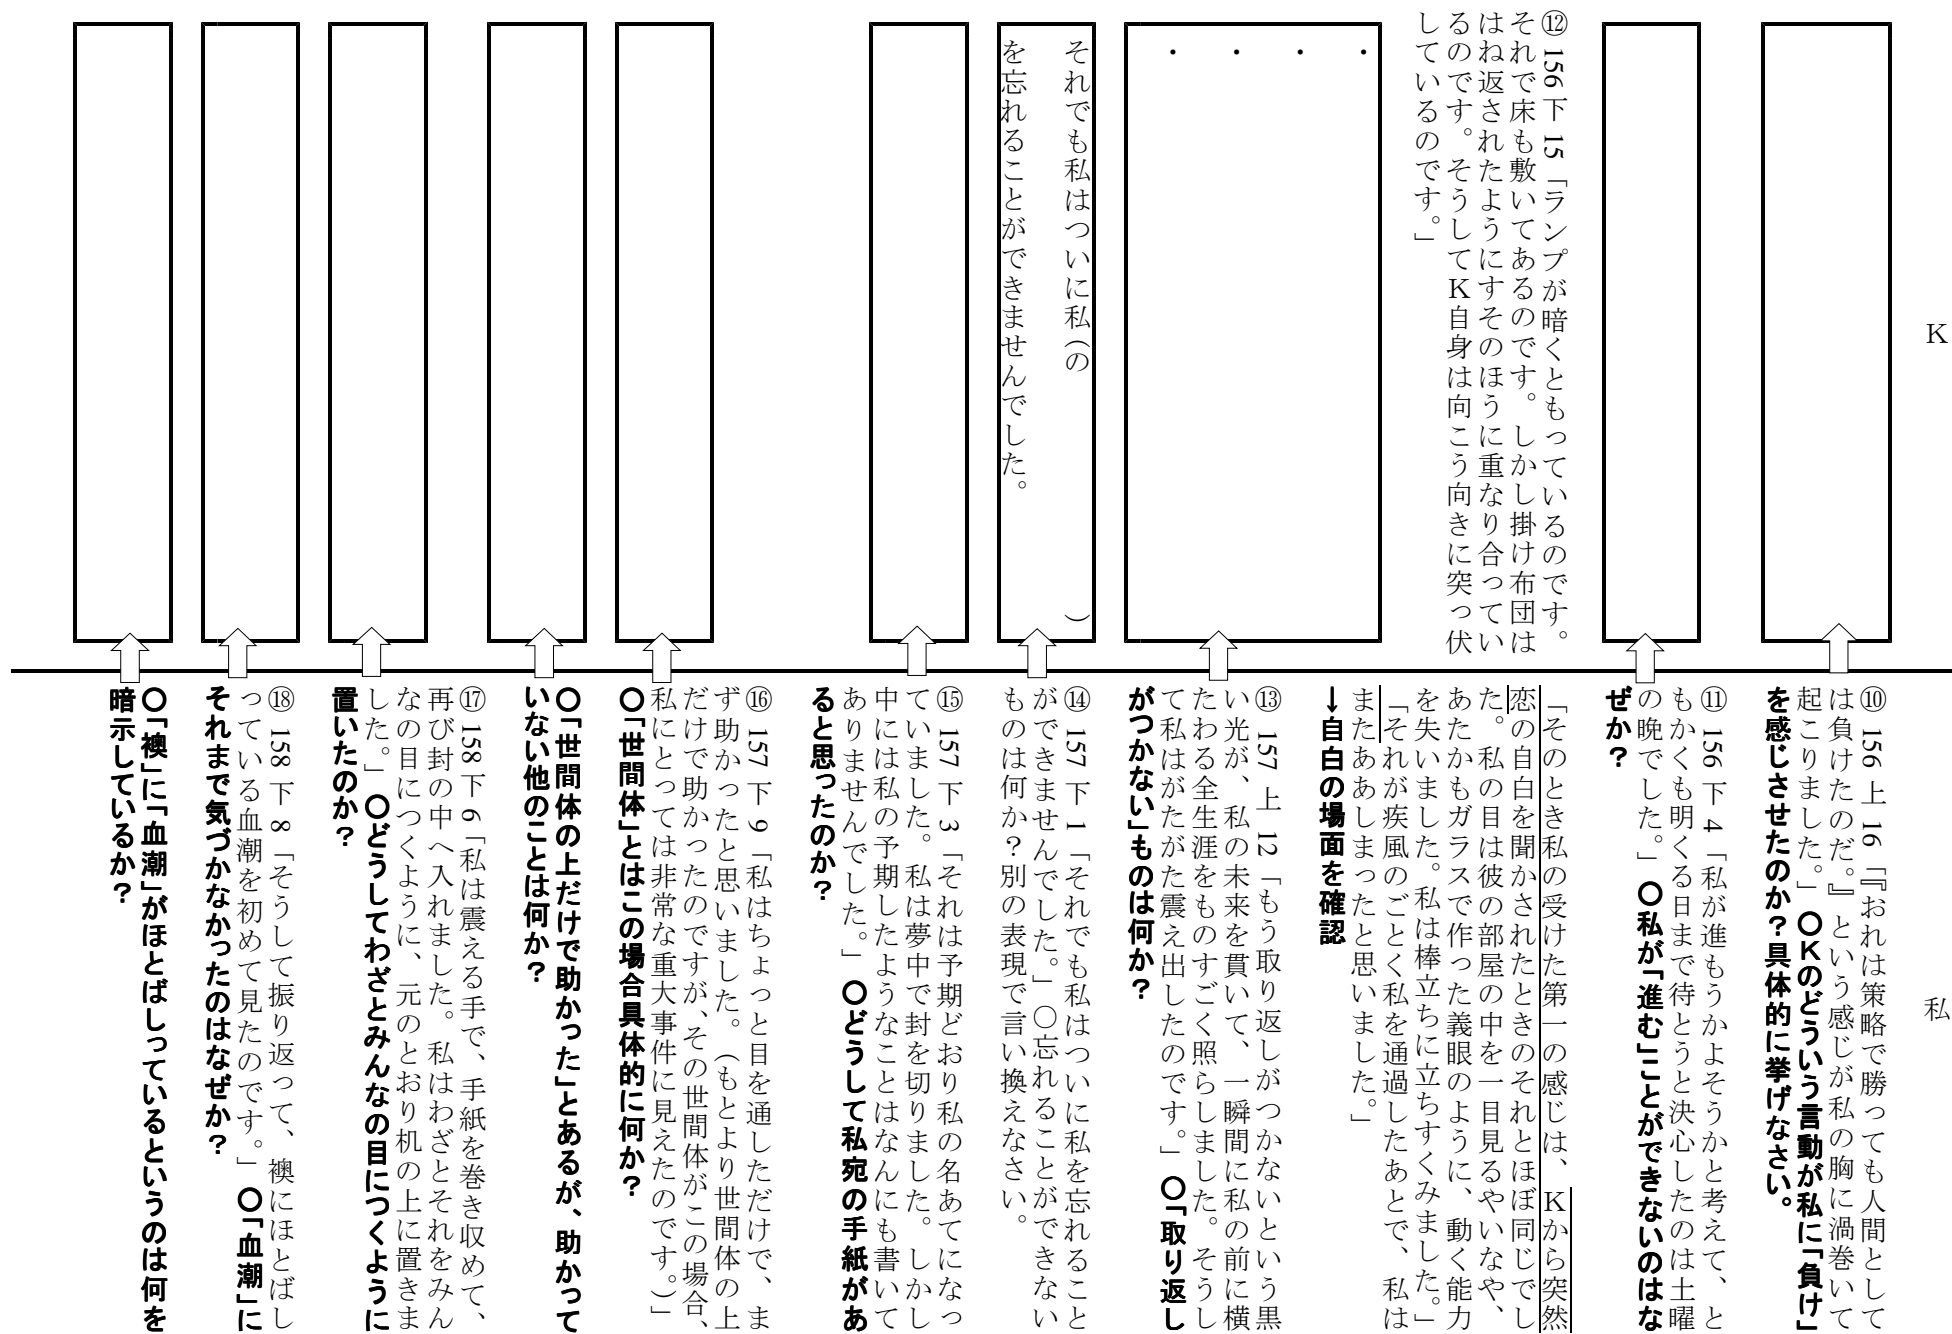 K
私
⑩ 156上16「『おれは策略で勝っても人間として
は負けたのだ。』という感じが私の胸に渦巻いて
起こりました。」〇Kのどういう言動が私に「負け」
を感じさせたのか？具体的に挙げなさい。
⑪ 156下4「私が進もうかよそうかと考えて、と
もかくも明くる日まで待とうと決心したのは土曜
の晩でした。」〇私が「進む」ことができないのはな
ぜか？
⑫ 156下15「ランプが暗くともっているのです。
それで床も敷いてあるのです。しかし掛け布団は
はね返されたようにすそのほうに重なり合ってい
るのです。そうしてK自身は向こう向きに突っ伏
しているのです。」
「そのとき私の受けた第一の感じは、Kから突然
恋の自白を聞かされたときのそれとほぼ同じでし
た。私の目は彼の部屋の中を一目見るやいなや、
あたかもガラスで作った義眼のように、動く能力
を失いました。私は棒立ちに立ちすくみました。」
「それが疾風のごとく私を通過したあとで、私は
またああしまったと思いました。」
↓自白の場面を確認
・
・
・
・
⑬ 157上12「もう取り返しがつかないという黒
い光が、私の未来を貫いて、一瞬間に私の前に横
たわる全生涯をものすごく照らしました。そうし
て私はがたがた震え出したのです。」〇「取り返し
がつかない」ものは何か？
それでも私はついに私（の　）
を忘れることができませんでした。
⑭ 157下1「それでも私はついに私を忘れること
ができませんでした。」〇忘れることができない
ものは何か？別の表現で言い換えなさい。
⑮ 157下3「それは予期どおり私の名あてになっ
ていました。私は夢中で封を切りました。しかし
中には私の予期したようなことはなんにも書いて
ありませんでした。」〇どうして私宛の手紙があ
ると思ったのか？
⑯ 157下9「私はちょっと目を通しただけで、ま
ず助かったと思いました。（もとより世間体の上
だけで助かったのですが、その世間体がこの場合、
私にとっては非常な重大事件に見えたのです。）」
〇「世間体」とはこの場合具体的に何か？
〇「世間体の上だけで助かった」とあるが、助かって
いない他のことは何か？
⑰ 158下6「私は震える手で、手紙を巻き収めて、
再び封の中へ入れました。私はわざとそれをみん
なの目につくように、元のとおり机の上に置きま
した。」〇どうしてわざとみんなの目につくように
置いたのか？
⑱ 158下8「そうして振り返って、襖にほとばし
っている血潮を初めて見たのです。」〇「血潮」に
それまで気づかなかったのはなぜか？
〇「襖」に「血潮」がほとばしっているというのは何を
暗示しているか？